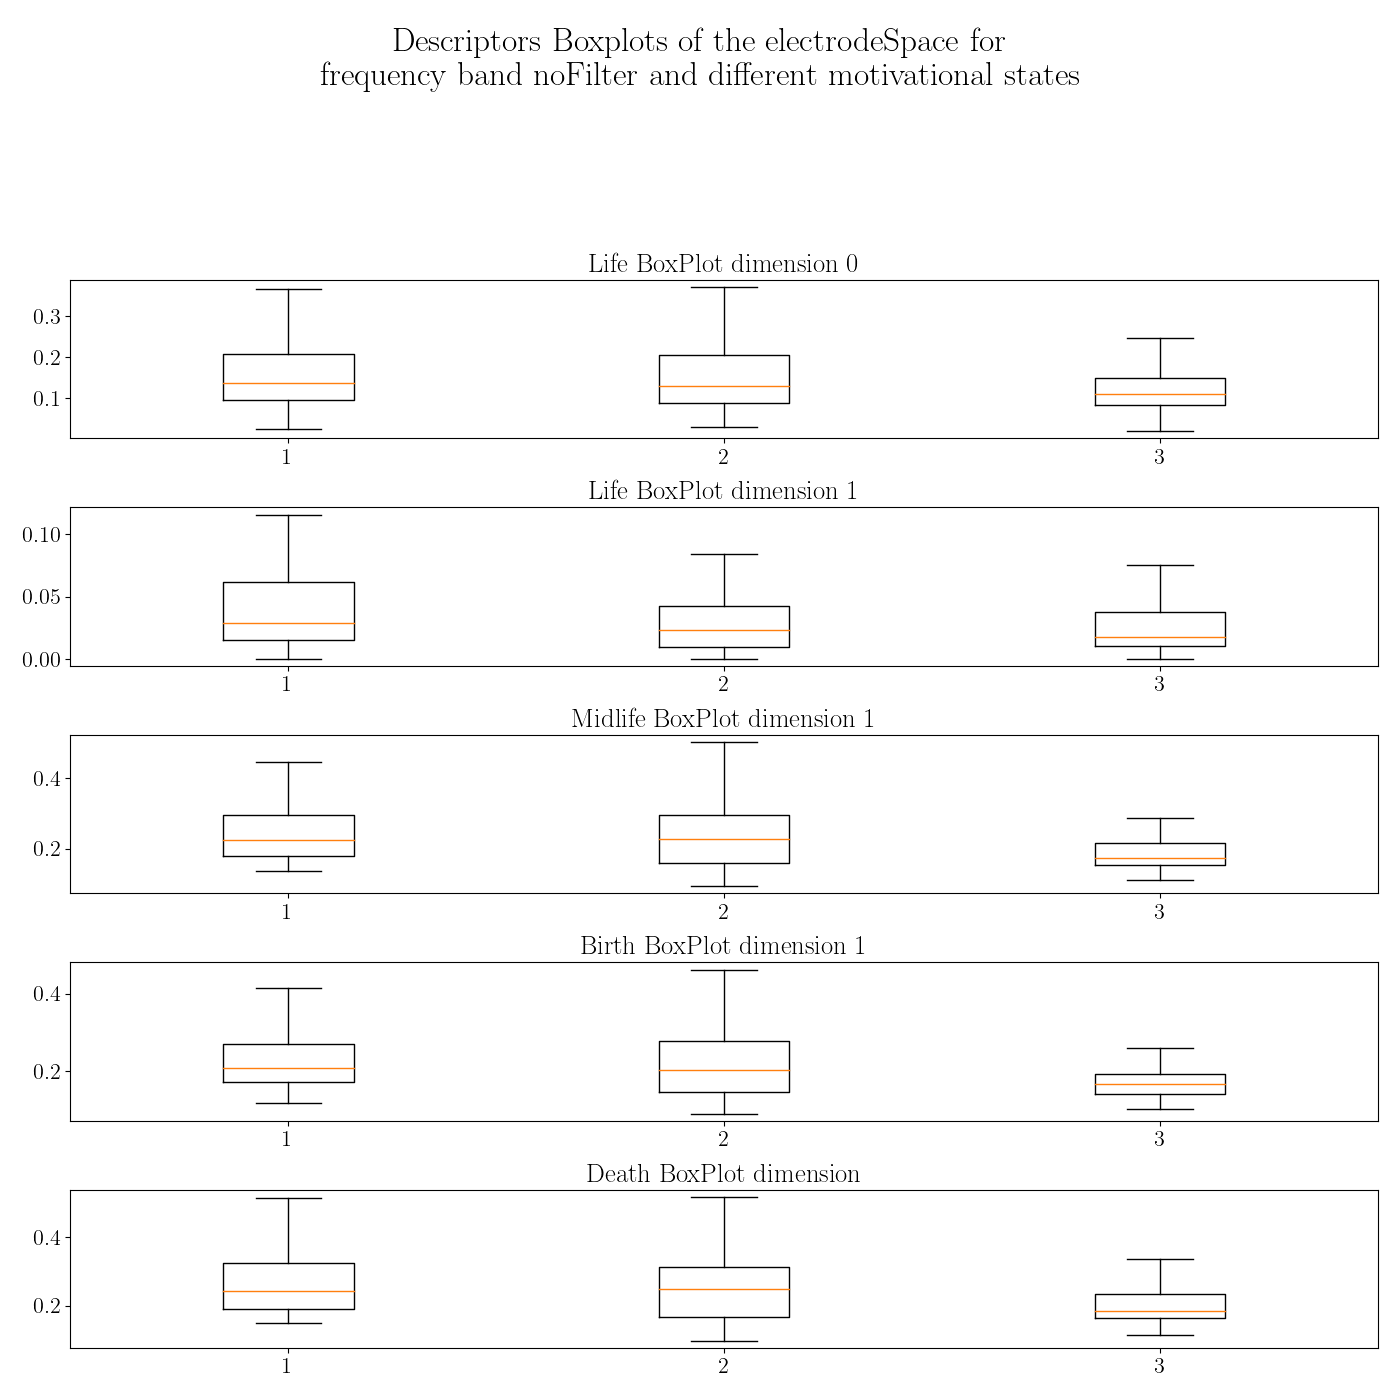 Descriptors Boxplots of the electrodeSpace for
frequency band noFilter and different motivational states
Life BoxPlot dimension 0
0.3
0.2
0.1
1 2 3
Life BoxPlot dimension 1
0.10
0.05
0.00
1 2 3
Midlife BoxPlot dimension 1
0.4
0.2
1 2 3
Birth BoxPlot dimension 1
0.4
0.2
1 2 3
Death BoxPlot dimension
0.4
0.2
1 2 3